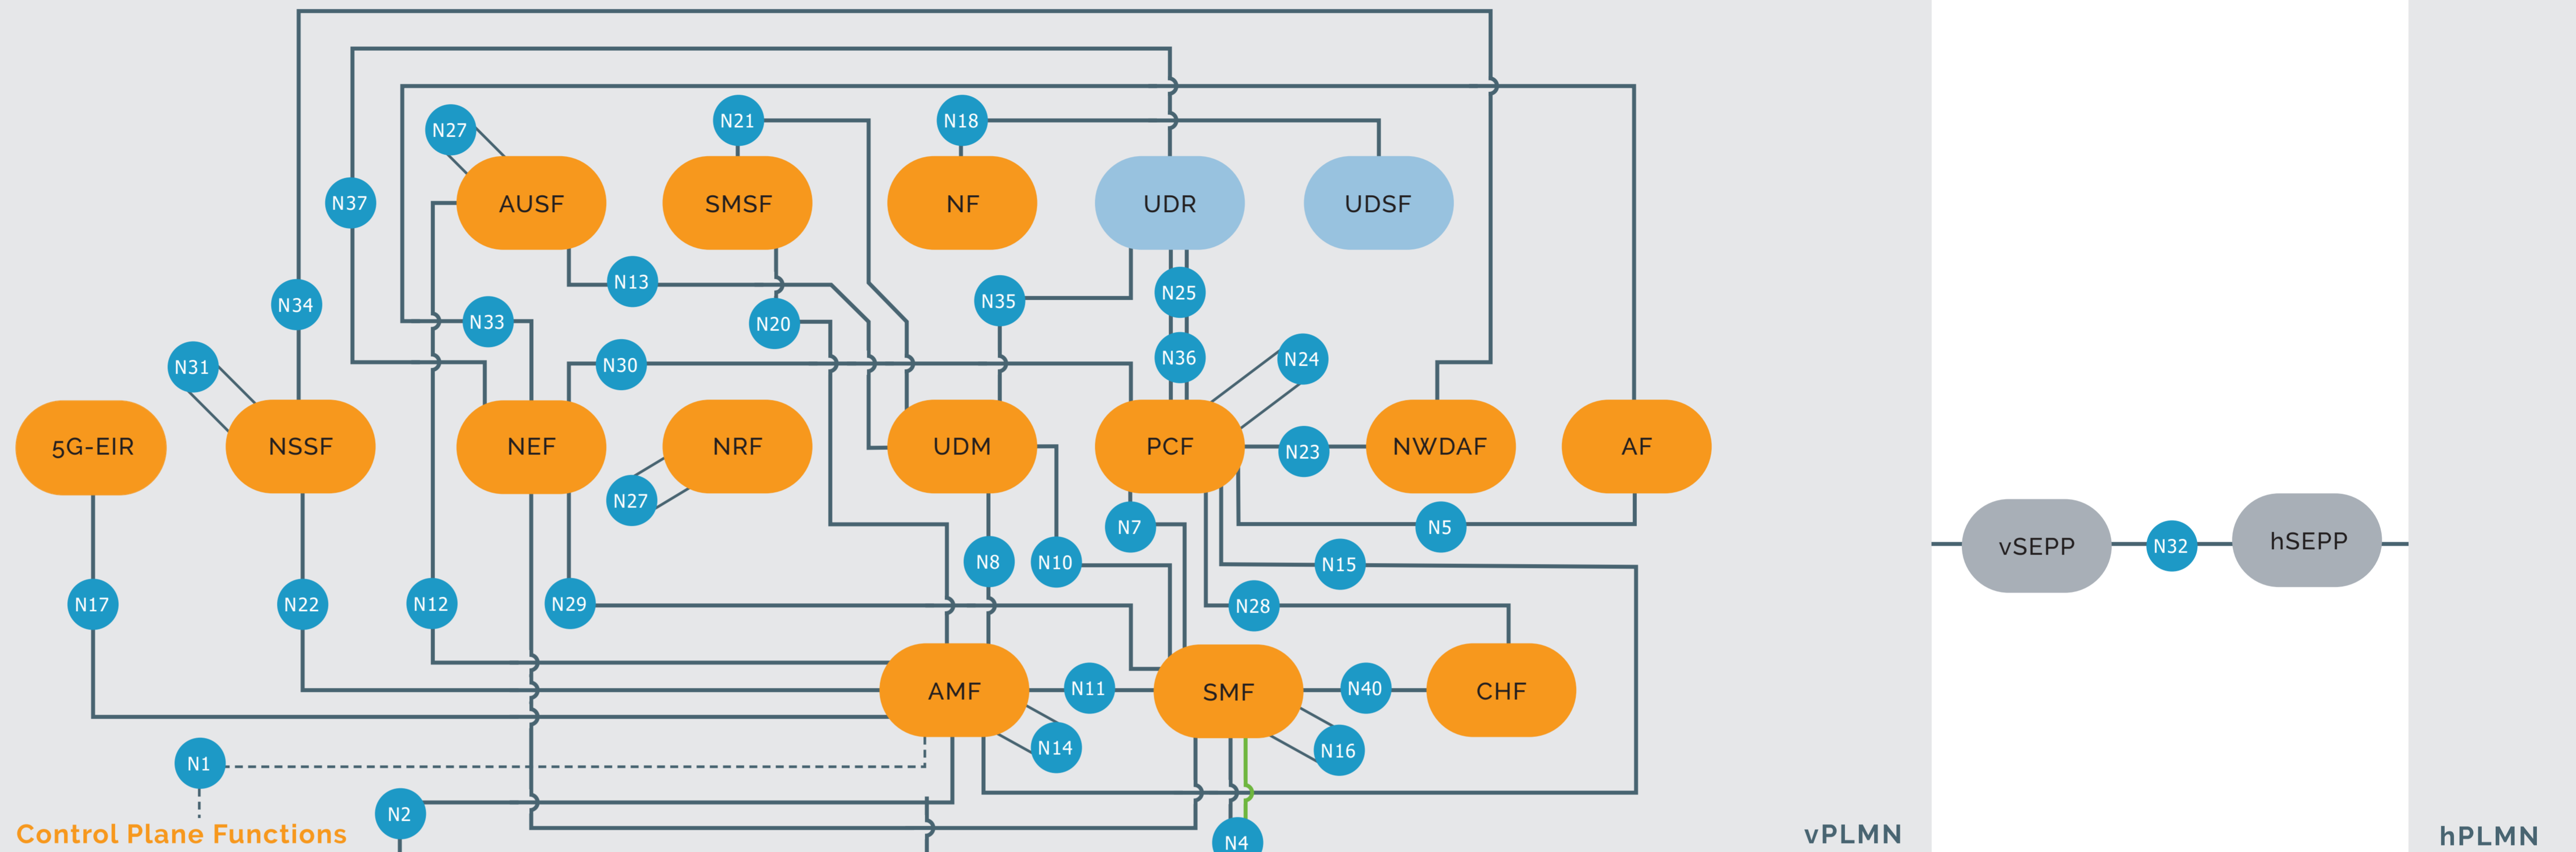 N27
N21
N18
N37
AUSF
SMSF
NF
UDR
UDSF
N13
N35
N25
N34
N33
N20
N30
N36
N24
N31
5G-EIR
NSSF
NEF
NRF
UDM
PCF
N23
NWDAF
AF
N27
N7
N5
vSEPP
N32
hSEPP
N8
N10
N15
N17
N22
N12
N29
N28
AMF
N11
SMF
N40
CHF
N14
N16
N1
N2
Control Plane Functions
N4
vPLMN
hPLMN